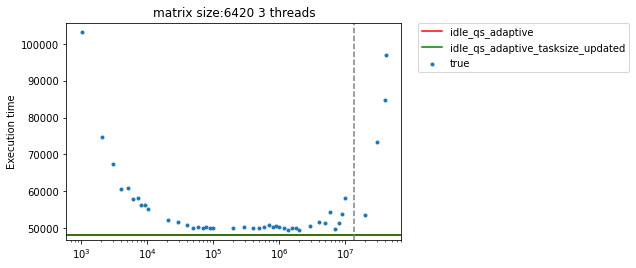 matrix size:6420 3 threads
Execution time
100000
90000
80000
70000
60000
50000
10³
10⁴
10⁵
10⁶
10⁷
idle_qs_adaptive
idle_qs_adaptive_tasksize_updated
true